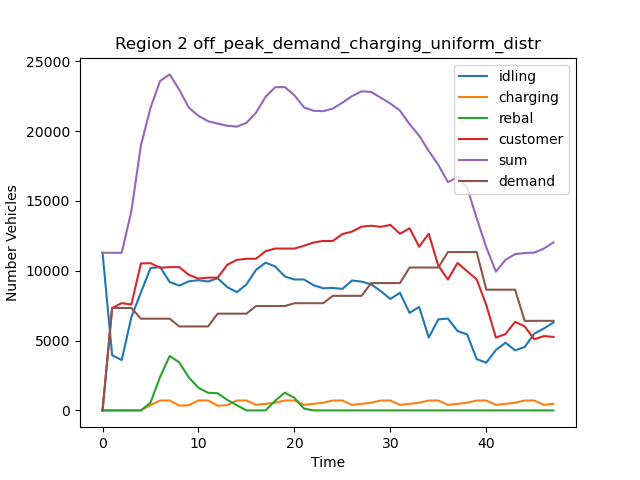 Region 2 off_peak_demand_charging_uniform_distr
25000
20000
15000
10000
5000
0
Number Vehicles
0 10 20 30 40
Time
idling
charging
rebal
customer
sum
demand